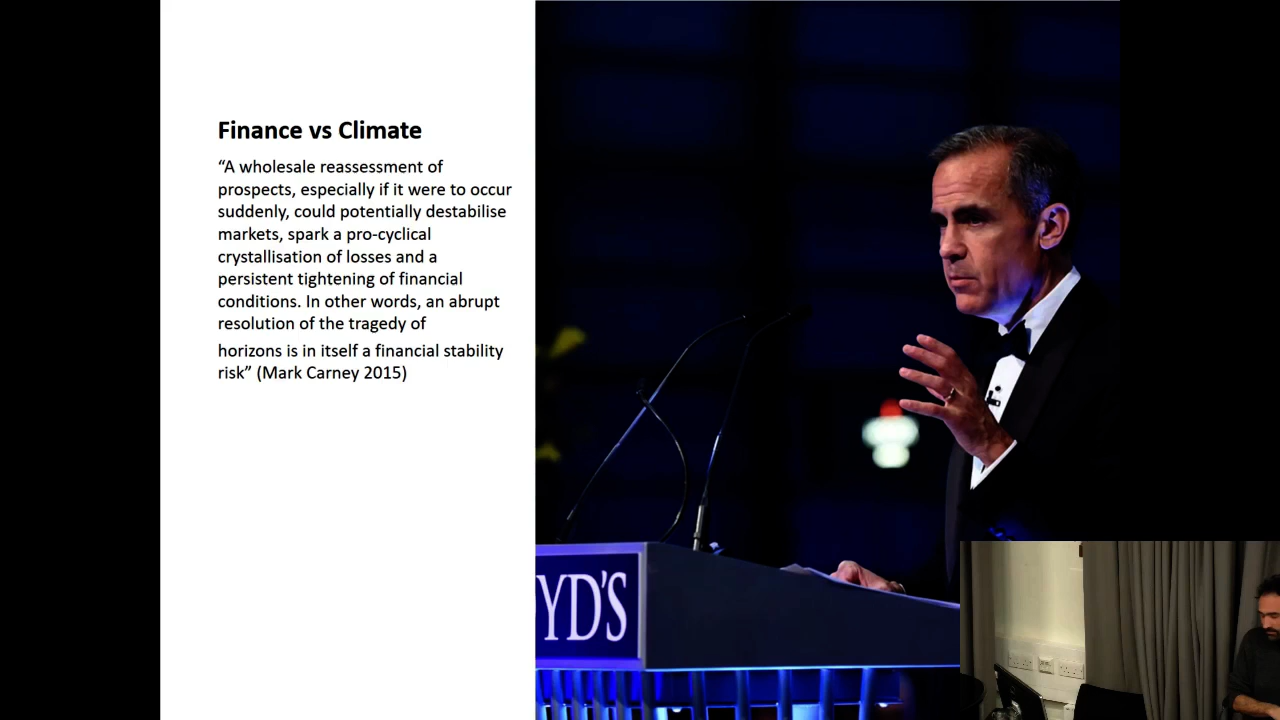 Finance vs Climate
“A wholesale reassessment of
prospects, especially if it were to occur
suddenly, could potentially destabilise
markets, spark a pro-cyclical
crystallisation of losses and a
persistent tightening of financial
conditions. In other words, an abrupt
resolution of the tragedy of
horizons is in itself a financial stability
risk” (Mark Carney 2015)
YD'S